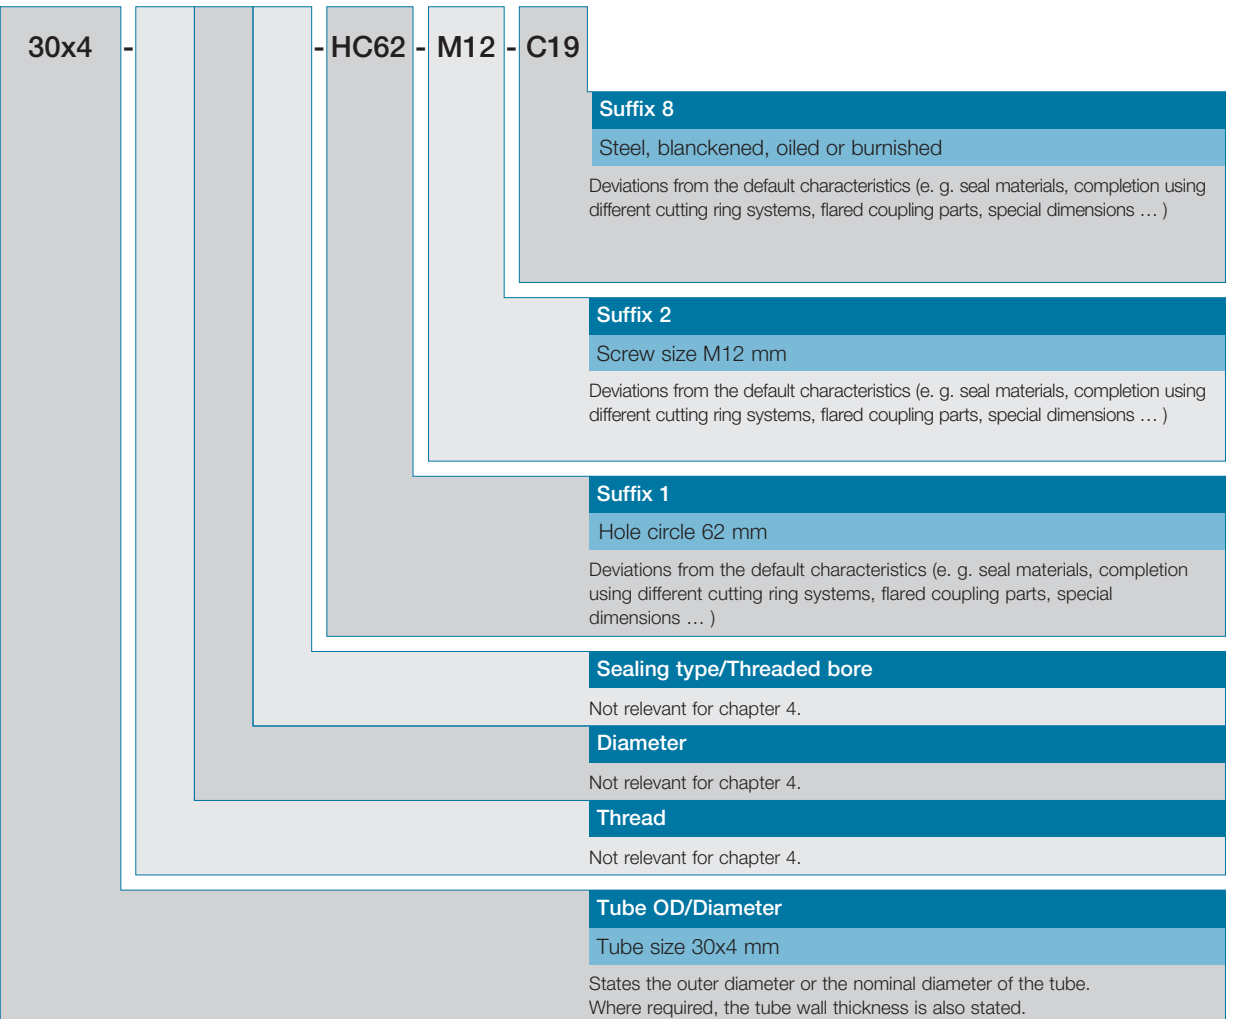 30x4 - - HC62 - M12 - C19
Suffix 8
Steel, blanckened, oiled or burnished
Deviations from the default characteristics (e. g. seal materials, completion using
different cutting ring systems, flared coupling parts, special dimensions … )
Suffix 2
Screw size M12 mm
Deviations from the default characteristics (e. g. seal materials, completion using
different cutting ring systems, flared coupling parts, special dimensions … )
Suffix 1
Hole circle 62 mm
Deviations from the default characteristics (e. g. seal materials, completion
using different cutting ring systems, flared coupling parts, special
dimensions … )
Sealing type/Threaded bore
Not relevant for chapter 4.
Diameter
Not relevant for chapter 4.
Thread
Not relevant for chapter 4.
Tube OD/Diameter
Tube size 30x4 mm
States the outer diameter or the nominal diameter of the tube.
Where required, the tube wall thickness is also stated.